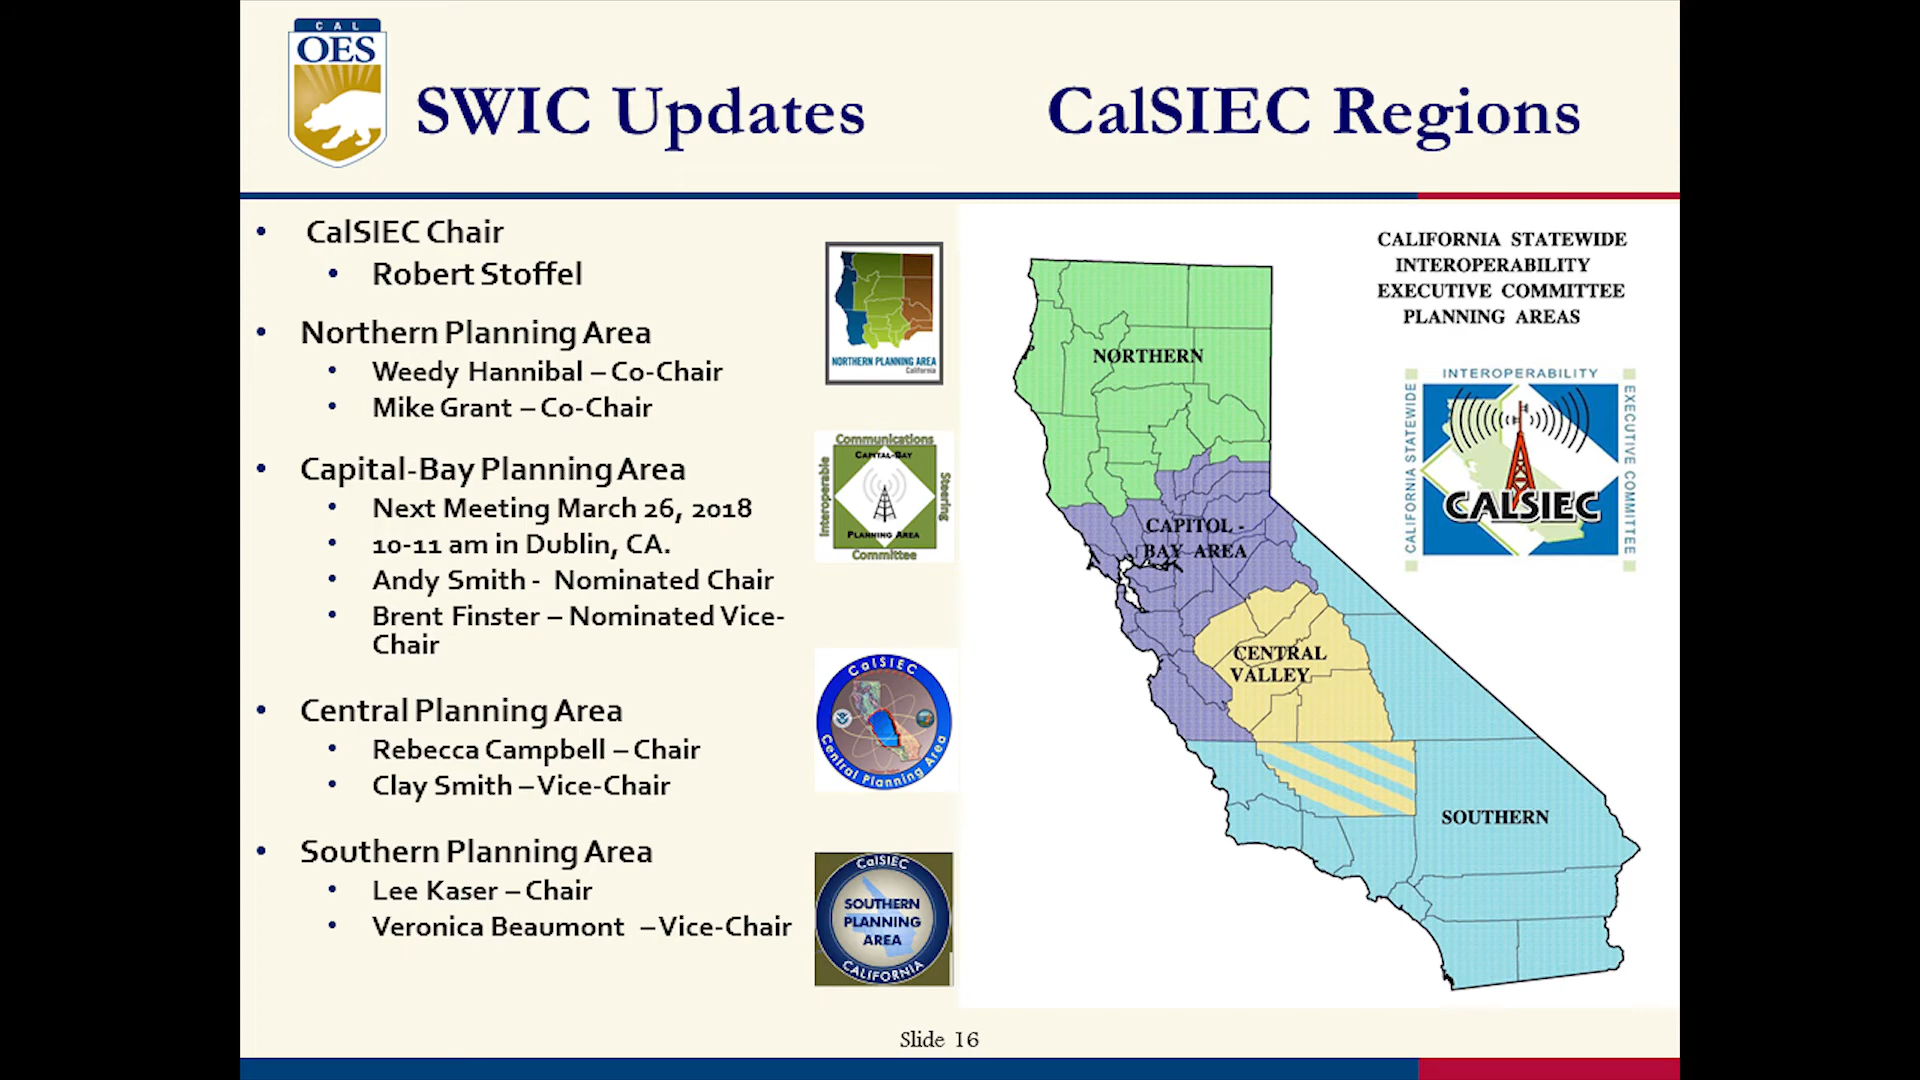 CAL
OES
SWIC Updates
CalSIEC Regions
• CalSIEC Chair
• Robert Stoffel
• Northern Planning Area
• Weedy Hannibal – Co-Chair
• Mike Grant – Co-Chair
• Capital-Bay Planning Area
• Next Meeting March 26, 2018
• 10-11 am in Dublin, CA.
• Andy Smith - Nominated Chair
• Brent Finster – Nominated Vice-
Chair
• Central Planning Area
• Rebecca Campbell – Chair
• Clay Smith – Vice-Chair
• Southern Planning Area
• Lee Kaser – Chair
• Veronica Beaumont – Vice-Chair
NORTHERN PLANNING AREA
California
Communications
Interoperable
CAPITAL-BAY
PLANNING AREA
Steering
Committee
CalSIEC
Central Planning Area
CalSIEC
SOUTHERN
PLANNING
AREA
CALIFORNIA
CALIFORNIA STATEWIDE
INTEROPERABILITY
EXECUTIVE COMMITTEE
PLANNING AREAS
INTEROPERABILITY
CALIFORNIA STATEWIDE
EXECUTIVE COMMITTEE
CALSIEC
NORTHERN
CAPITOL -
BAY AREA
CENTRAL
VALLEY
SOUTHERN
Slide 16